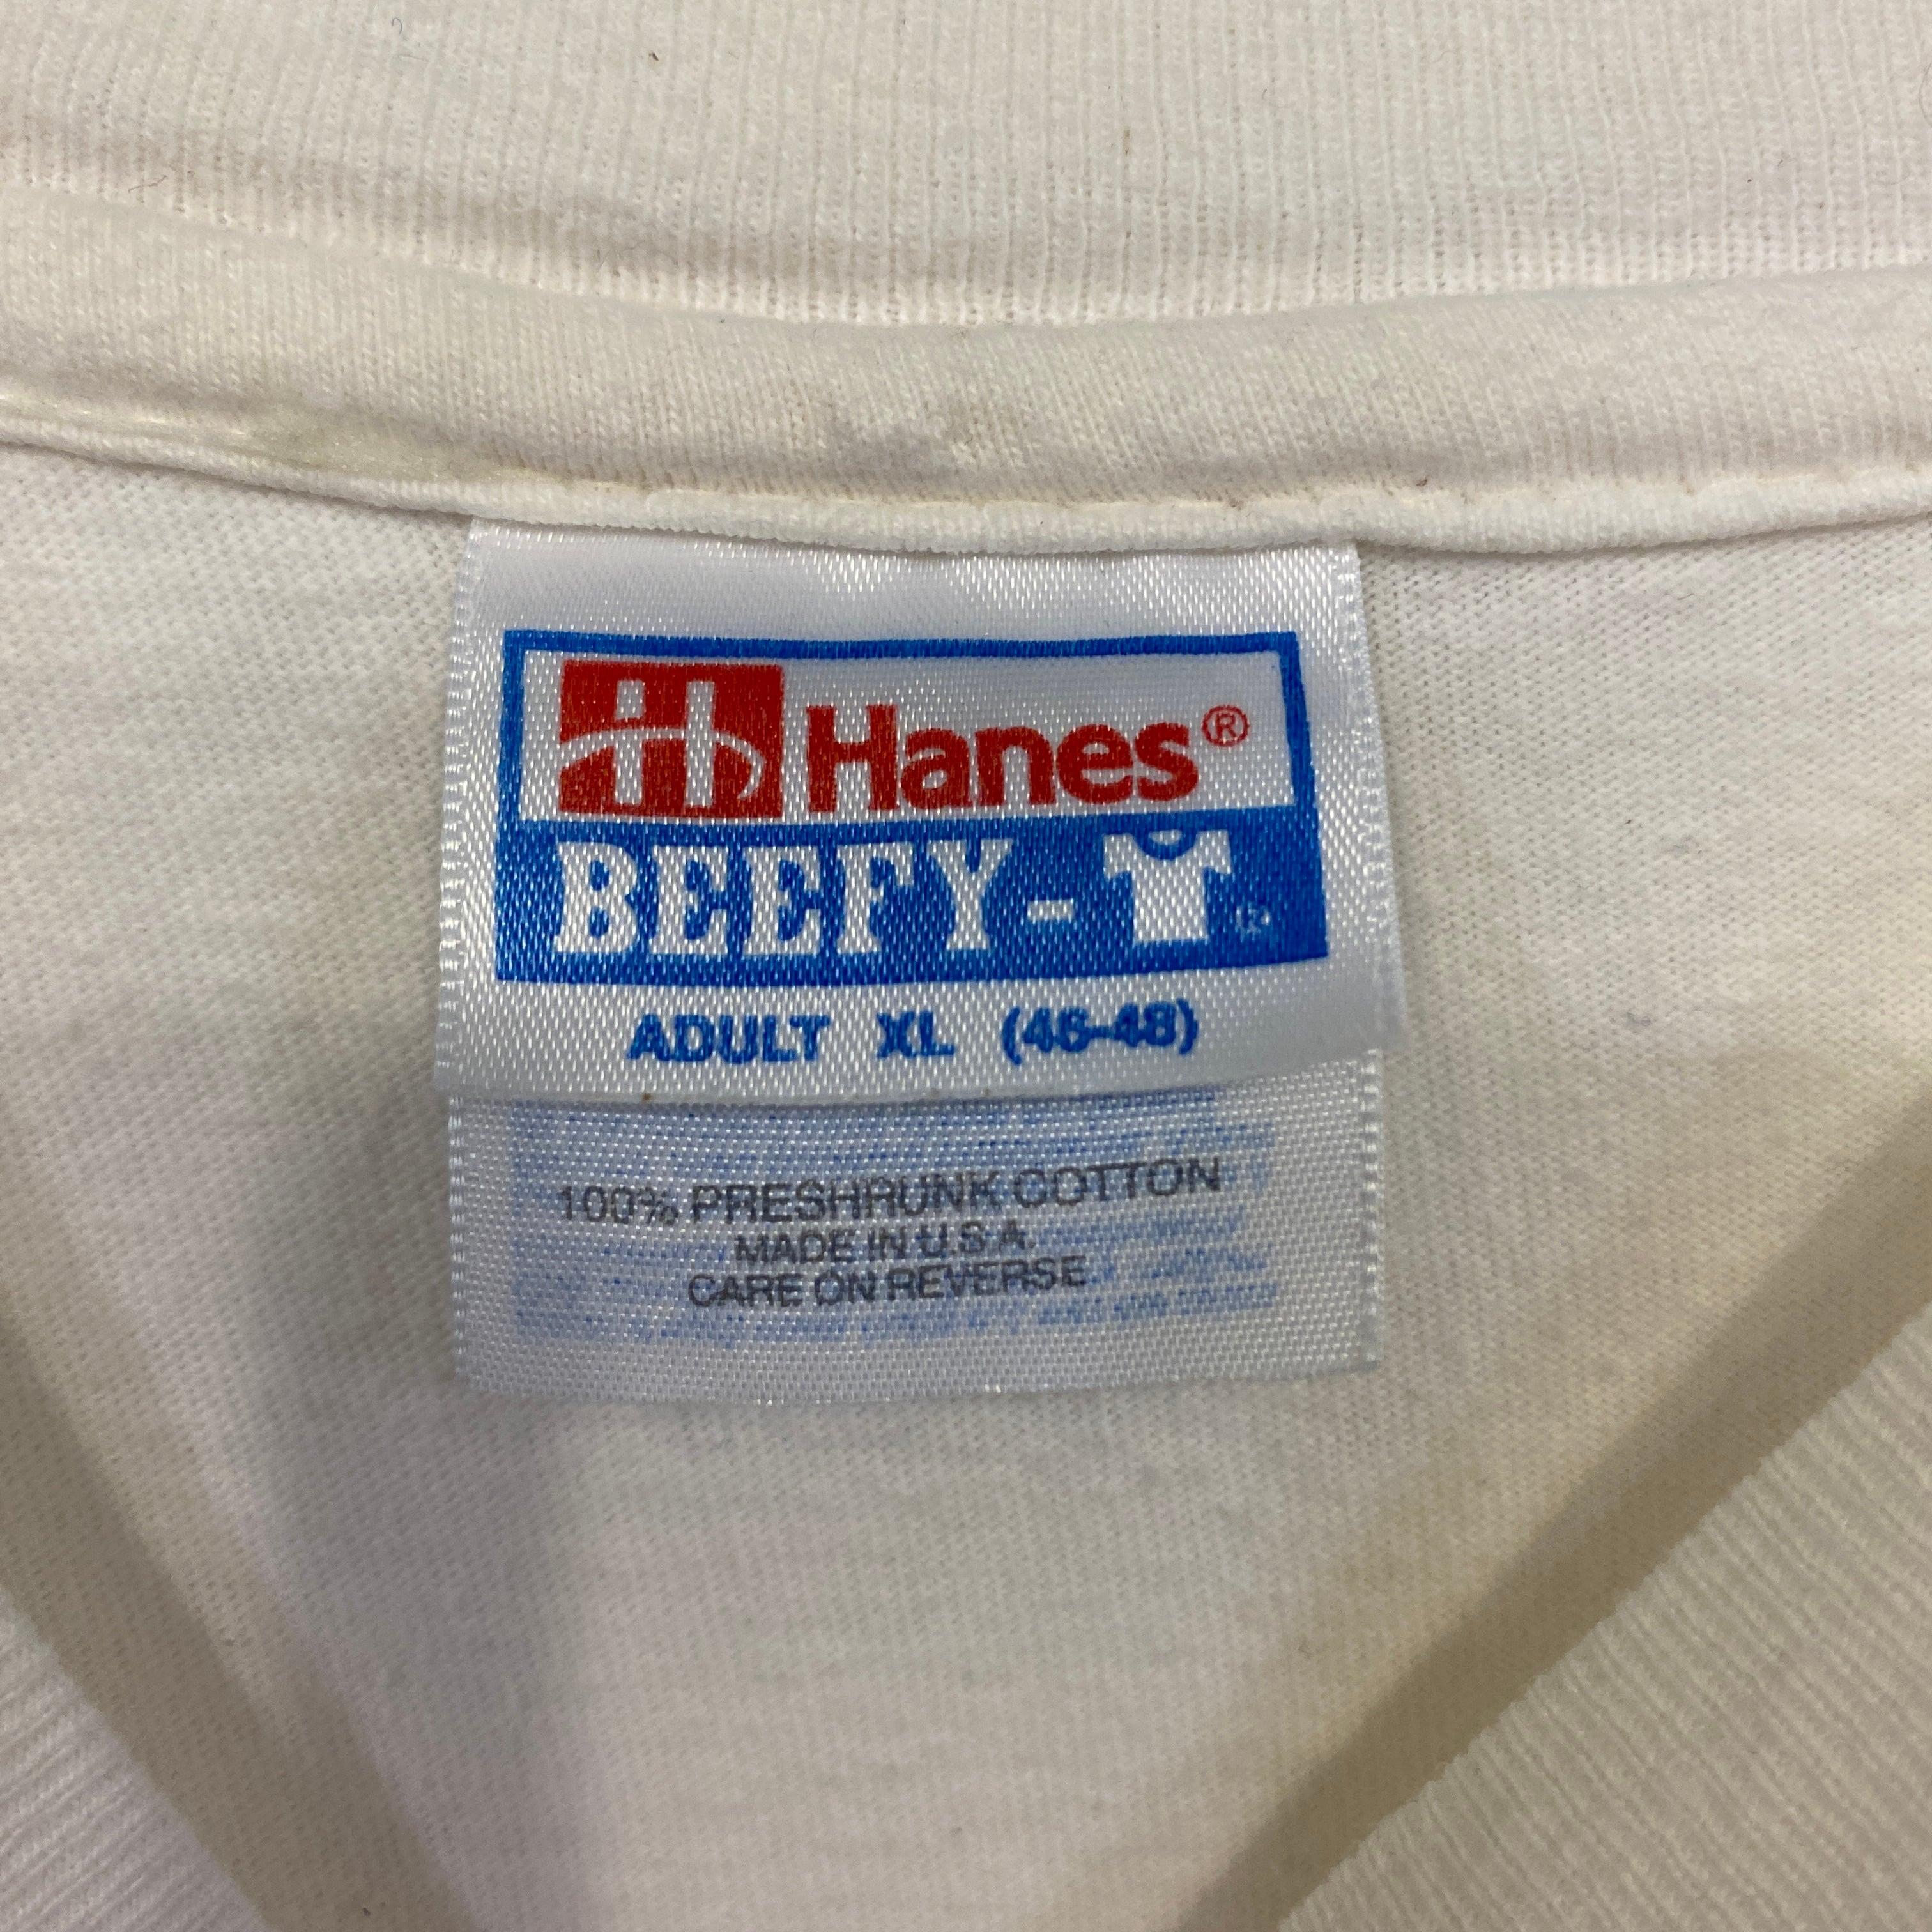 Hanes®
BEEFY-T®
ADULT XL (46-48)
100% PRESHRUNK COTTON
MADE IN U.S.A.
CARE ON REVERSE